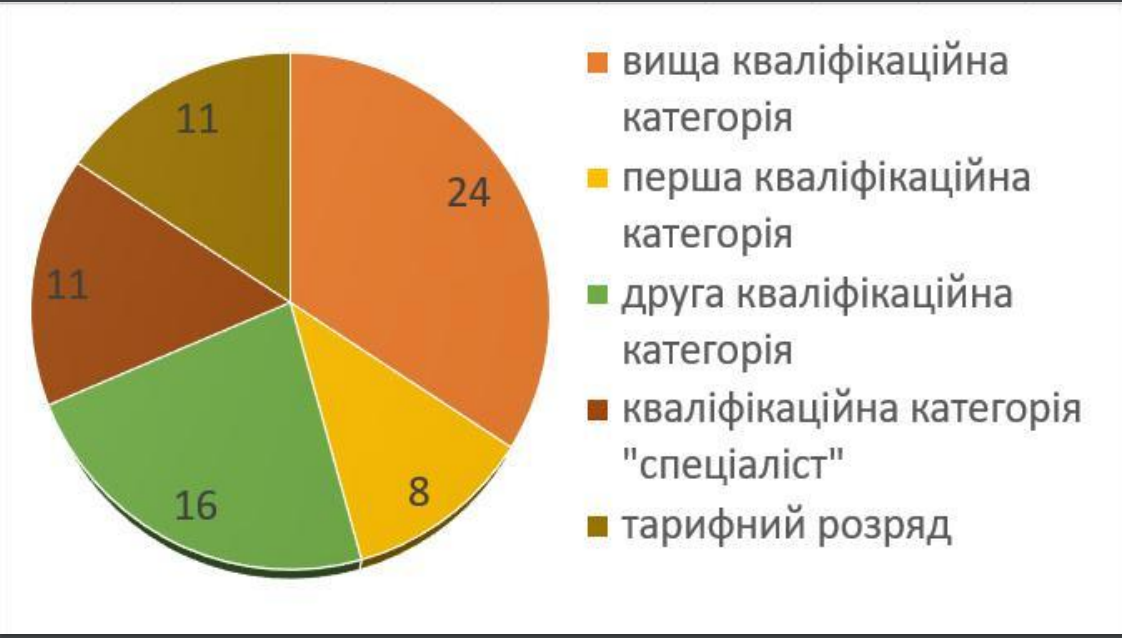 11
24
11
16
8
вища кваліфікаційна
категорія
перша кваліфікаційна
категорія
друга кваліфікаційна
категорія
кваліфікаційна категорія
"спеціаліст"
тарифний розряд